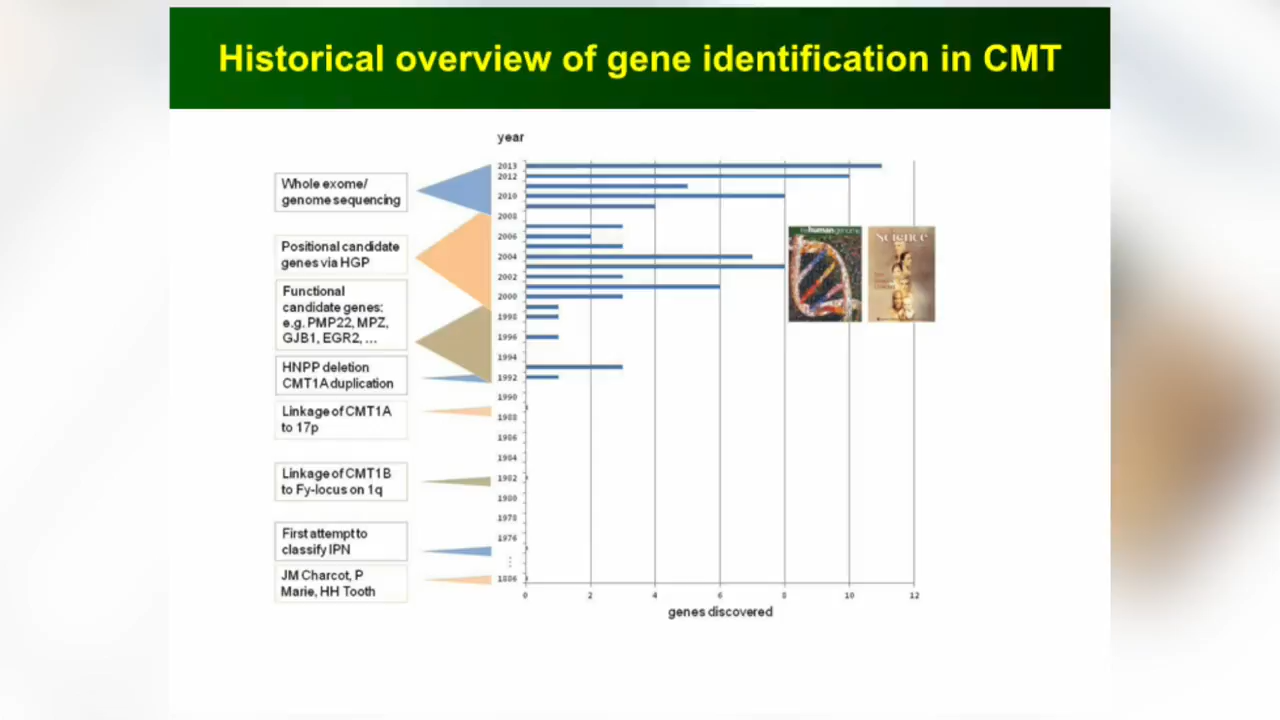 Historical overview of gene identification in CMT
year
Whole exome/
genome sequencing
Positional candidate
genes via HGP
Functional
candidate genes:
e.g. PMP22, MPZ,
GJB1, EGR2, ...
HNPP deletion
CMT1A duplication
Linkage of CMT1A
to 17p
Linkage of CMT1B
to Fy-locus on 1q
First attempt to
classify IPN
JM Charcot, P
Marie, HH Tooth
2013
2012
2010
2008
2006
2004
2002
2000
1998
1996
1994
1992
1990
1988
1986
1984
1982
1980
1978
1976
1886
human genome
Science
0 2 4 6 8 10 12
genes discovered